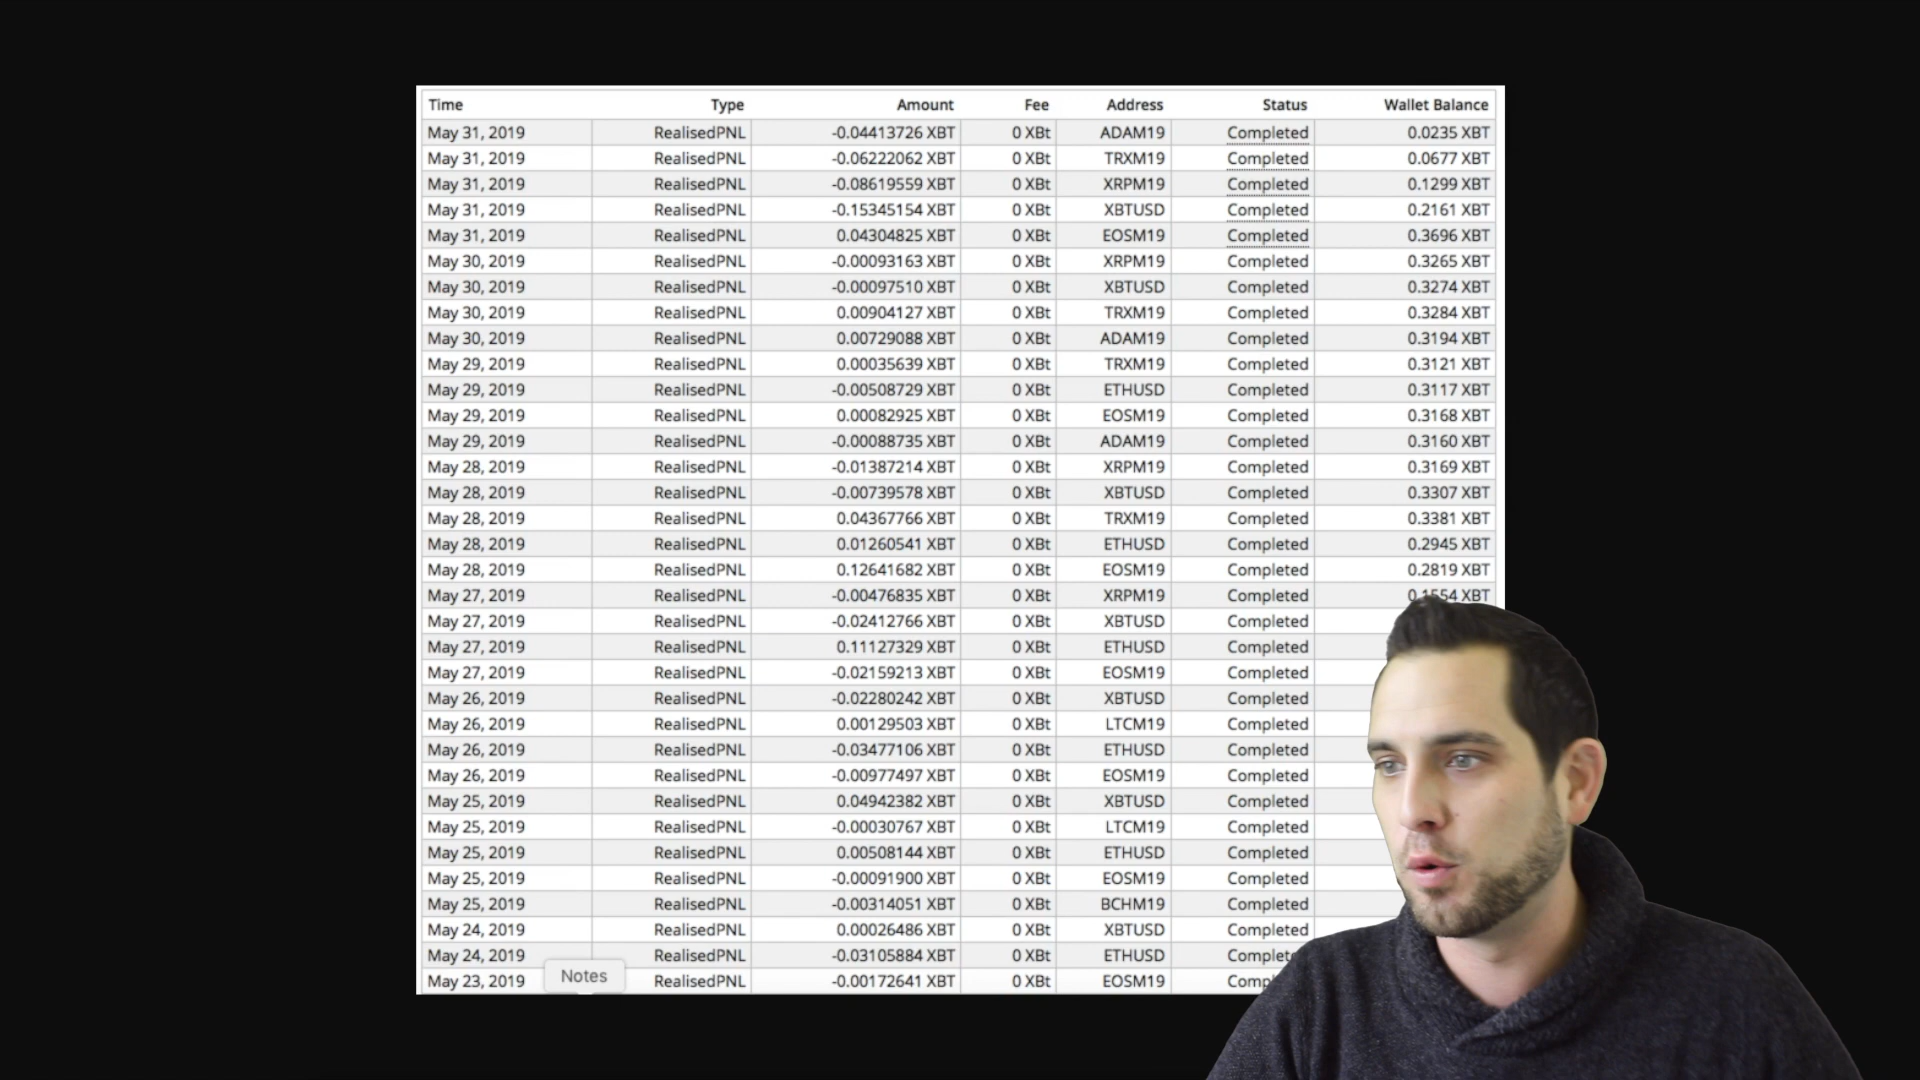 Time Type Amount Fee Address Status Wallet Balance
May 31, 2019 RealisedPNL -0.04413726 XBT 0 XBt ADAM19 Completed 0.0235 XBT
May 31, 2019 RealisedPNL -0.06222062 XBT 0 XBt TRXM19 Completed 0.0677 XBT
May 31, 2019 RealisedPNL -0.08619559 XBT 0 XBt XRPM19 Completed 0.1299 XBT
May 31, 2019 RealisedPNL -0.15345154 XBT 0 XBt XBTUSD Completed 0.2161 XBT
May 31, 2019 RealisedPNL 0.04304825 XBT 0 XBt EOSM19 Completed 0.3696 XBT
May 30, 2019 RealisedPNL -0.00093163 XBT 0 XBt XRPM19 Completed 0.3265 XBT
May 30, 2019 RealisedPNL -0.00097510 XBT 0 XBt XBTUSD Completed 0.3274 XBT
May 30, 2019 RealisedPNL 0.00904127 XBT 0 XBt TRXM19 Completed 0.3284 XBT
May 30, 2019 RealisedPNL 0.00729088 XBT 0 XBt ADAM19 Completed 0.3194 XBT
May 29, 2019 RealisedPNL 0.00035639 XBT 0 XBt TRXM19 Completed 0.3121 XBT
May 29, 2019 RealisedPNL -0.00508729 XBT 0 XBt ETHUSD Completed 0.3117 XBT
May 29, 2019 RealisedPNL 0.00082925 XBT 0 XBt EOSM19 Completed 0.3168 XBT
May 29, 2019 RealisedPNL -0.00088735 XBT 0 XBt ADAM19 Completed 0.3160 XBT
May 28, 2019 RealisedPNL -0.01387214 XBT 0 XBt XRPM19 Completed 0.3169 XBT
May 28, 2019 RealisedPNL -0.00739578 XBT 0 XBt XBTUSD Completed 0.3307 XBT
May 28, 2019 RealisedPNL 0.04367766 XBT 0 XBt TRXM19 Completed 0.3381 XBT
May 28, 2019 RealisedPNL 0.01260541 XBT 0 XBt ETHUSD Completed 0.2945 XBT
May 28, 2019 RealisedPNL 0.12641682 XBT 0 XBt EOSM19 Completed 0.2819 XBT
May 27, 2019 RealisedPNL -0.00476835 XBT 0 XBt XRPM19 Completed 0.1554 XBT
May 27, 2019 RealisedPNL -0.02412766 XBT 0 XBt XBTUSD Completed
May 27, 2019 RealisedPNL 0.11127329 XBT 0 XBt ETHUSD Completed
May 27, 2019 RealisedPNL -0.02159213 XBT 0 XBt EOSM19 Completed
May 26, 2019 RealisedPNL -0.02280242 XBT 0 XBt XBTUSD Completed
May 26, 2019 RealisedPNL 0.00129503 XBT 0 XBt LTCM19 Completed
May 26, 2019 RealisedPNL -0.03477106 XBT 0 XBt ETHUSD Completed
May 26, 2019 RealisedPNL -0.00977497 XBT 0 XBt EOSM19 Completed
May 25, 2019 RealisedPNL 0.04942382 XBT 0 XBt XBTUSD Completed
May 25, 2019 RealisedPNL -0.00030767 XBT 0 XBt LTCM19 Completed
May 25, 2019 RealisedPNL 0.00508144 XBT 0 XBt ETHUSD Completed
May 25, 2019 RealisedPNL -0.00091900 XBT 0 XBt EOSM19 Completed
May 25, 2019 RealisedPNL -0.00314051 XBT 0 XBt BCHM19 Completed
May 24, 2019 RealisedPNL 0.00026486 XBT 0 XBt XBTUSD Completed
May 24, 2019 RealisedPNL -0.03105884 XBT 0 XBt ETHUSD Complet
May 23, 2019 RealisedPNL -0.00172641 XBT 0 XBt EOSM19 Comp
Notes